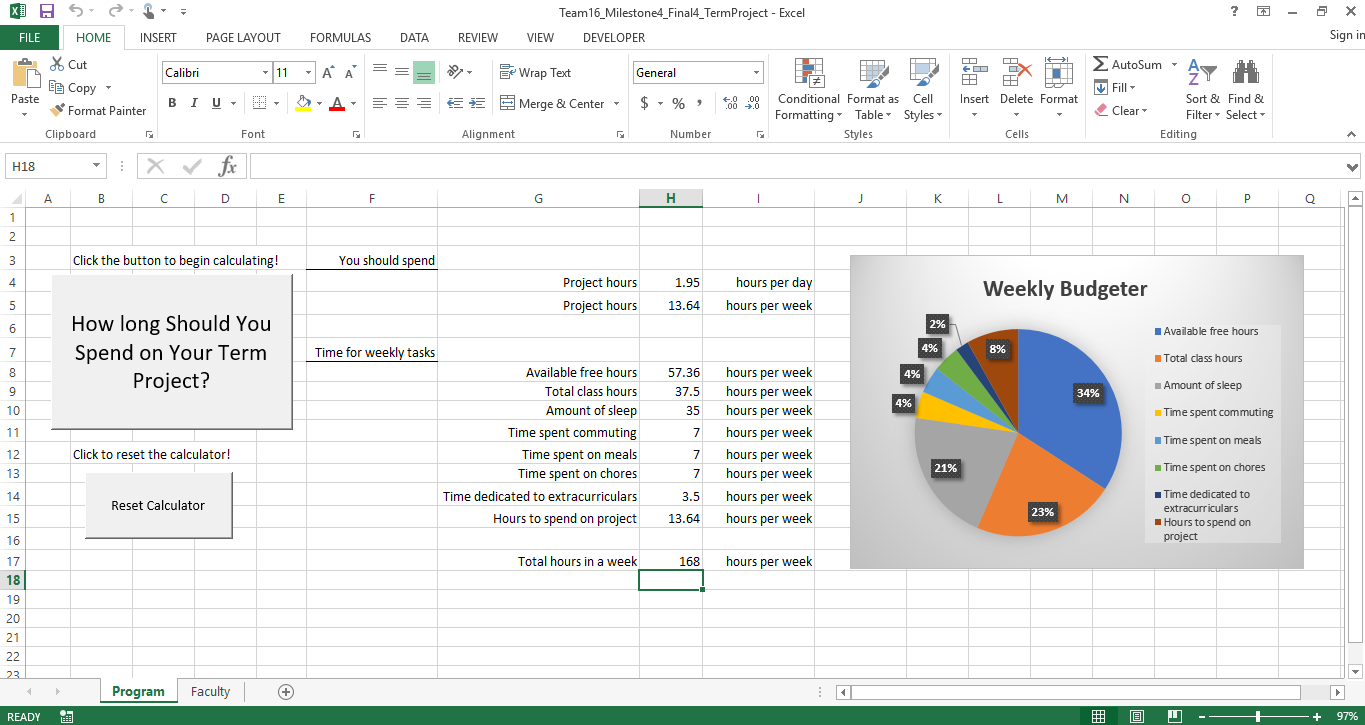 Team16_Milestone4_Final4_TermProject - Excel
?
FILE HOME INSERT PAGE LAYOUT FORMULAS DATA REVIEW VIEW DEVELOPER
Sign in
Paste
Cut
Copy
Format Painter
Clipboard
Calibri 11
B I U
Font
Wrap Text
Merge & Center
Alignment
General
$ % ,
Number
Conditional Formatting
Format as Table
Cell Styles
Styles
Insert Delete Format
Cells
AutoSum
Fill
Clear
Sort & Filter
Find & Select
Editing
H18 fx
A B C D E F G H I J K L M N O P Q
1
2
3 Click the button to begin calculating! You should spend
4 Project hours 1.95 hours per day
5 Project hours 13.64 hours per week
6
7 Time for weekly tasks
How long Should You
Spend on Your Term
Project?
8 Available free hours 57.36 hours per week
9 Total class hours 37.5 hours per week
10 Amount of sleep 35 hours per week
11 Time spent commuting 7 hours per week
12 Click to reset the calculator! Time spent on meals 7 hours per week
13 Time spent on chores 7 hours per week
14 Time dedicated to extracurriculars 3.5 hours per week
Reset Calculator
15 Hours to spend on project 13.64 hours per week
16
17 Total hours in a week 168 hours per week
18
19
20
21
22
23
Weekly Budgeter
2%
4%
4%
4%
8%
34%
21%
23%
Available free hours
Total class hours
Amount of sleep
Time spent commuting
Time spent on meals
Time spent on chores
Time dedicated to
extracurriculars
Hours to spend on
project
Program Faculty
READY 97%